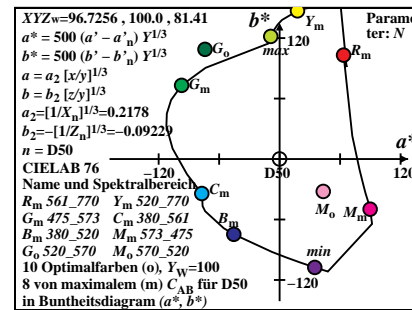 XYZw=96.7256, 100.0, 81.41
a* = 500 (a' - a'n) Y1/3
b* = 500 (b' - b'n) Y1/3
a = a2 [x/y]1/3
b = b2 [z/y]1/3
a2=[1/Xn]1/3=0.2178
b2=-[1/Zn]1/3=-0.09229
n = D50
CIELAB 76
Name und Spektralbereich
Rm 561_770 Ym 520_770
Gm 475_573 Cm 380_561
Bm 380_520 Mm 573_475
Go 520_570 Mo 570_520
10 Optimalfarben (o), YW=100
8 von maximalem (m) CAB für D50
in Buntheitsdiagram (a*, b*)
b*
120
max
Ym
Parame
ter: N
Rm
Go
Gm
a*
-120
D50
120
Cm
Mo
Mm
Bm
min
-120